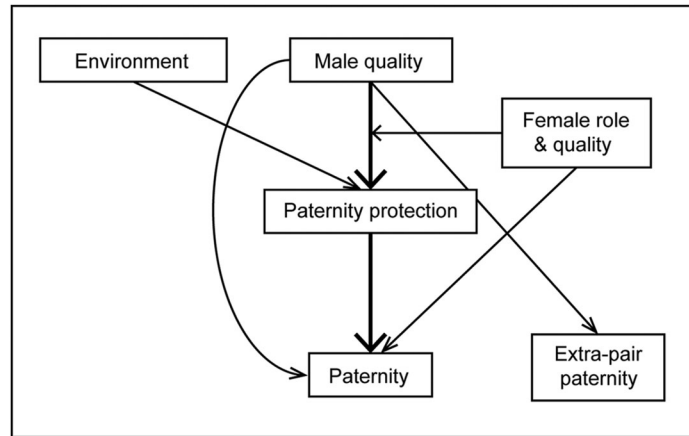 Environment
Male quality
Female role
& quality
Paternity protection
Paternity
Extra-pair
paternity